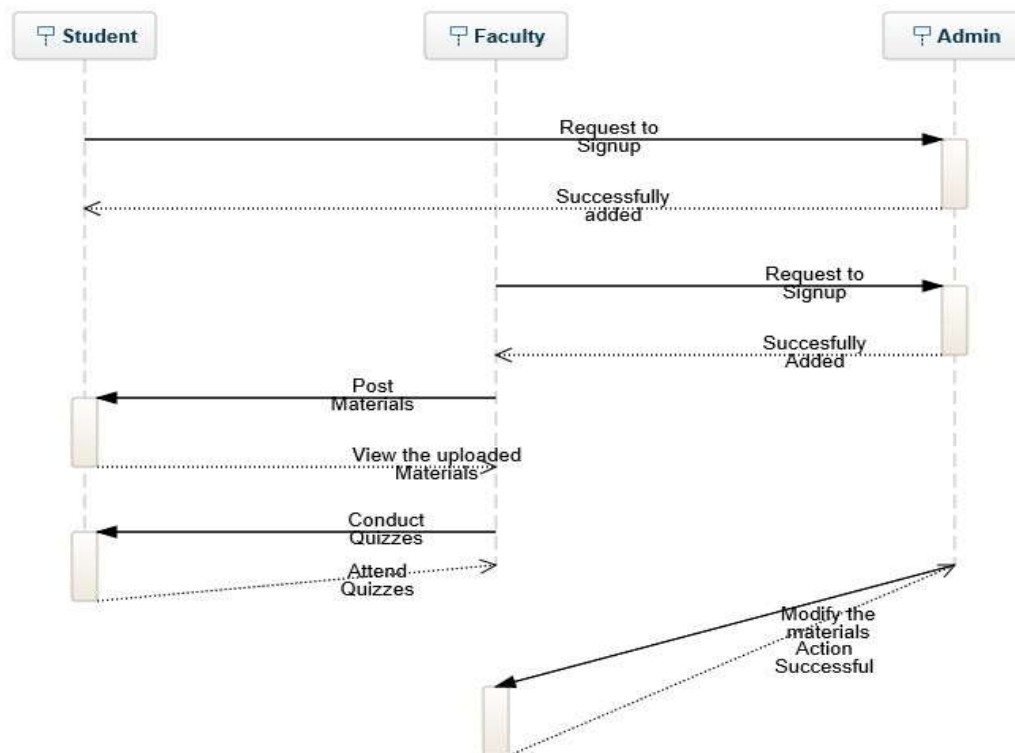 Student
Faculty
Admin
Request to
Signup
Successfully
added
Request to
Signup
Succesfully
Added
Post
Materials
View the uploaded
Materials
Conduct
Quizzes
Attend
Quizzes
Modify the
materials
Action
Successful